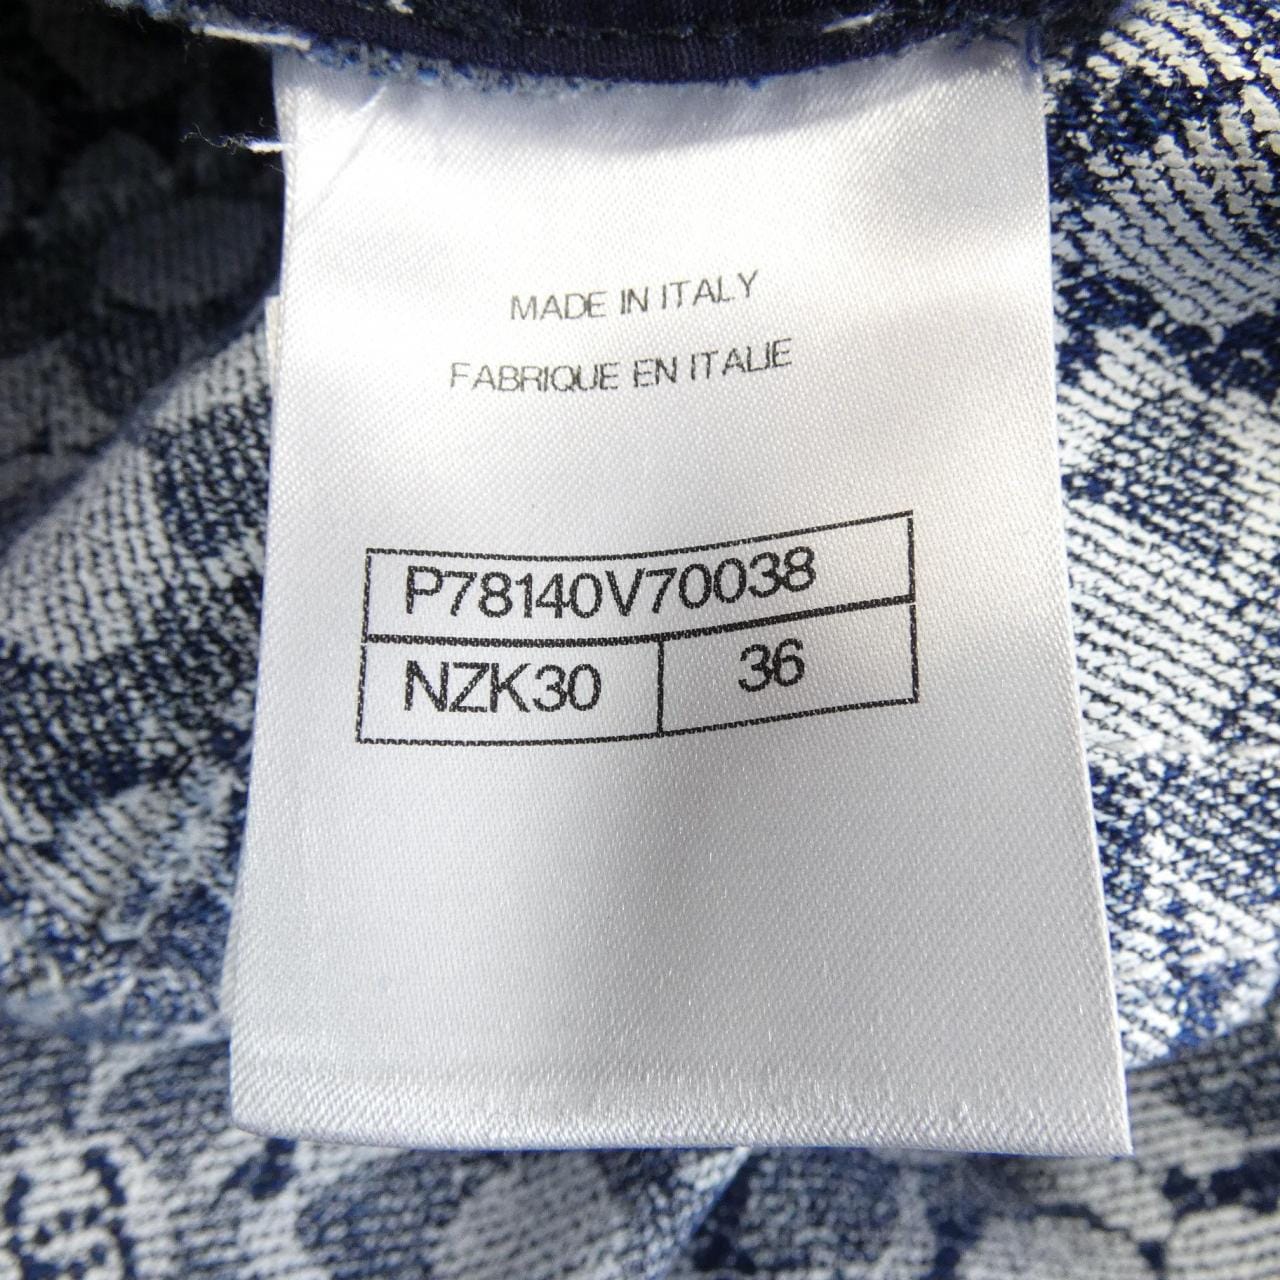 MADE IN ITALY
FABRIQUE EN ITALIE
P78140V70038
NZK30 36